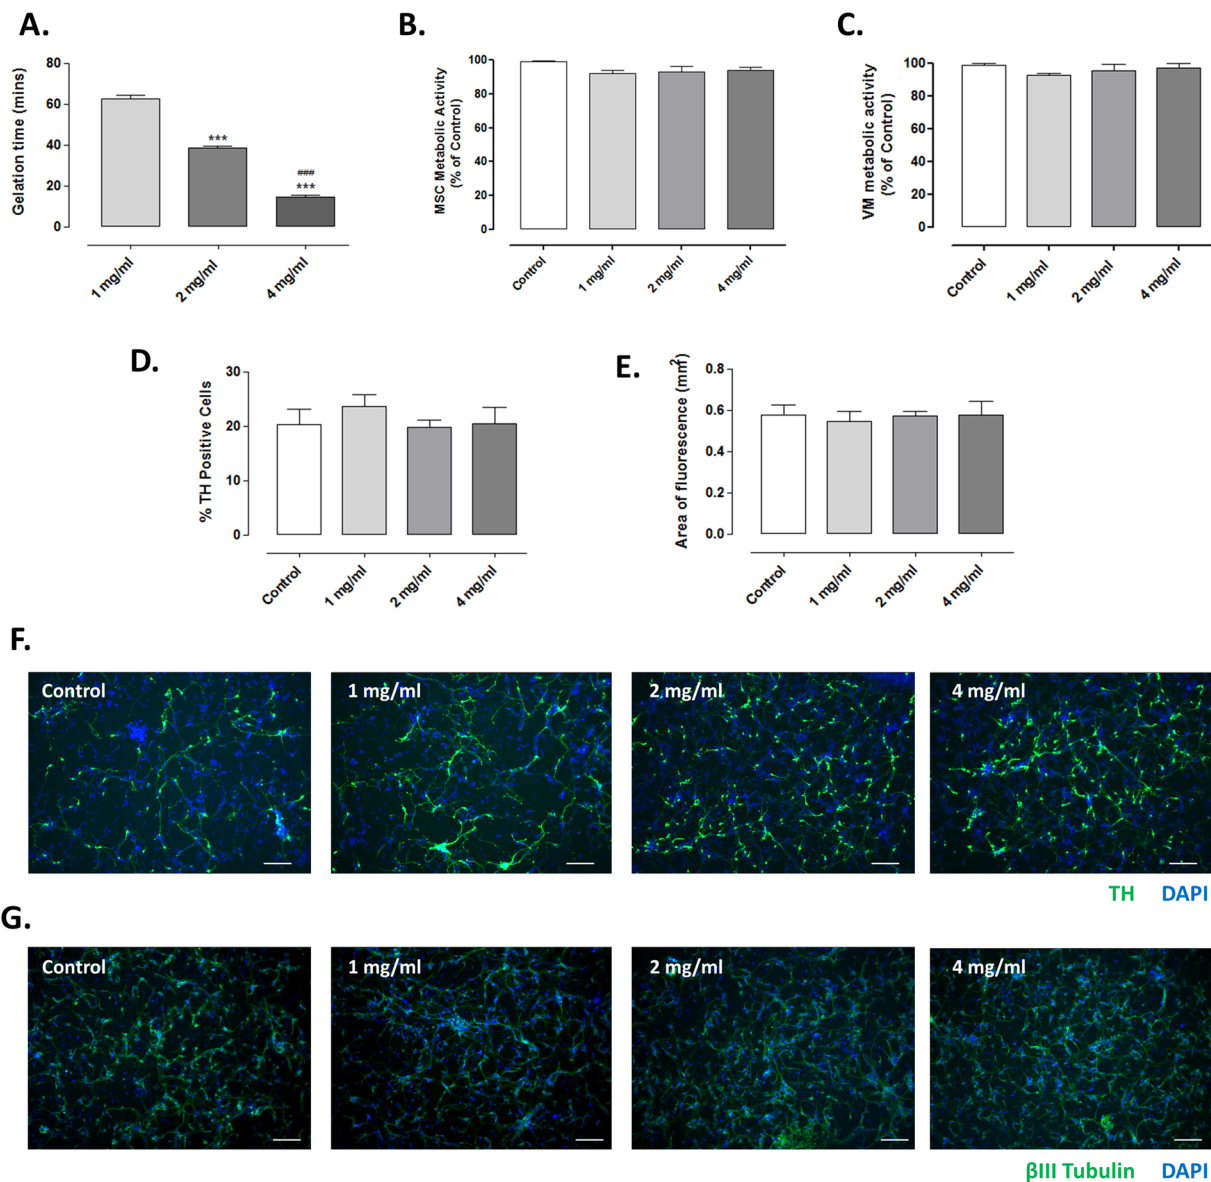 A.
Gelation time (mins)
80
60
40
20
0
***
###
***
1 mg/ml
2 mg/ml
4 mg/ml
B.
MSC Metabolic Activity
(% of Control)
100
80
60
40
20
0
Control
1 mg/ml
2 mg/ml
4 mg/ml
C.
VM metabolic activity
(% of Control)
100
80
60
40
20
0
Control
1 mg/ml
2 mg/ml
4 mg/ml
D.
% TH Positive Cells
30
20
10
0
Control
1 mg/ml
2 mg/ml
4 mg/ml
E.
Area of fluorescence (mm²)
0.8
0.6
0.4
0.2
0.0
Control
1 mg/ml
2 mg/ml
4 mg/ml
F.
Control
1 mg/ml
2 mg/ml
4 mg/ml
TH DAPI
G.
Control
1 mg/ml
2 mg/ml
4 mg/ml
βIII Tubulin DAPI